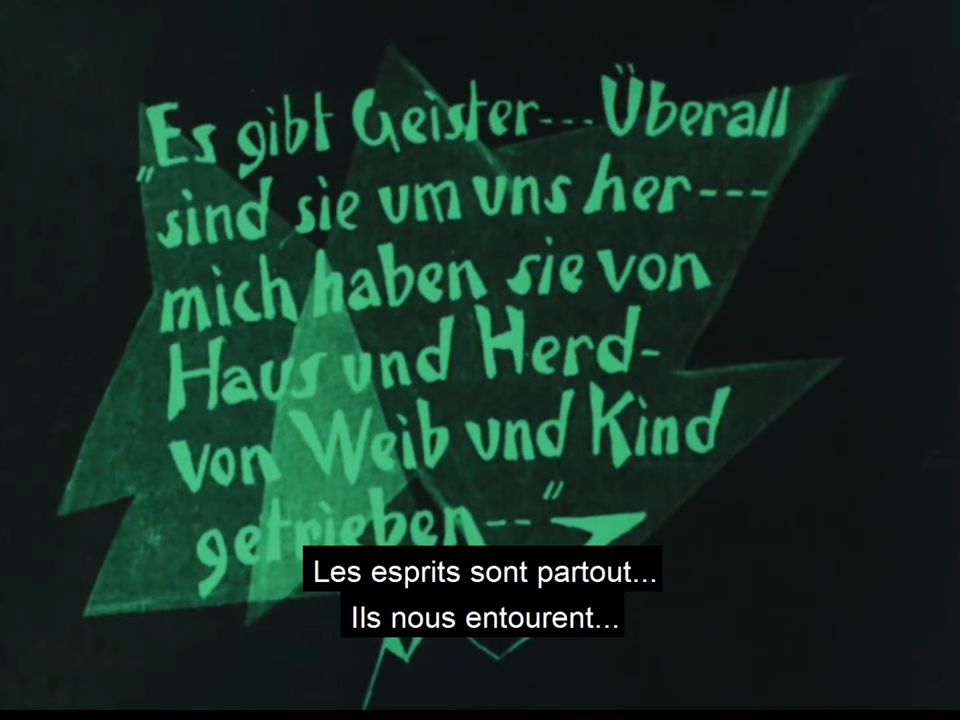 „Es gibt Geister--- Überall
sind sie um uns her---
mich haben sie von
Haus und Herd-
von Weib und Kind
getrieben---"
Les esprits sont partout...
Ils nous entourent...